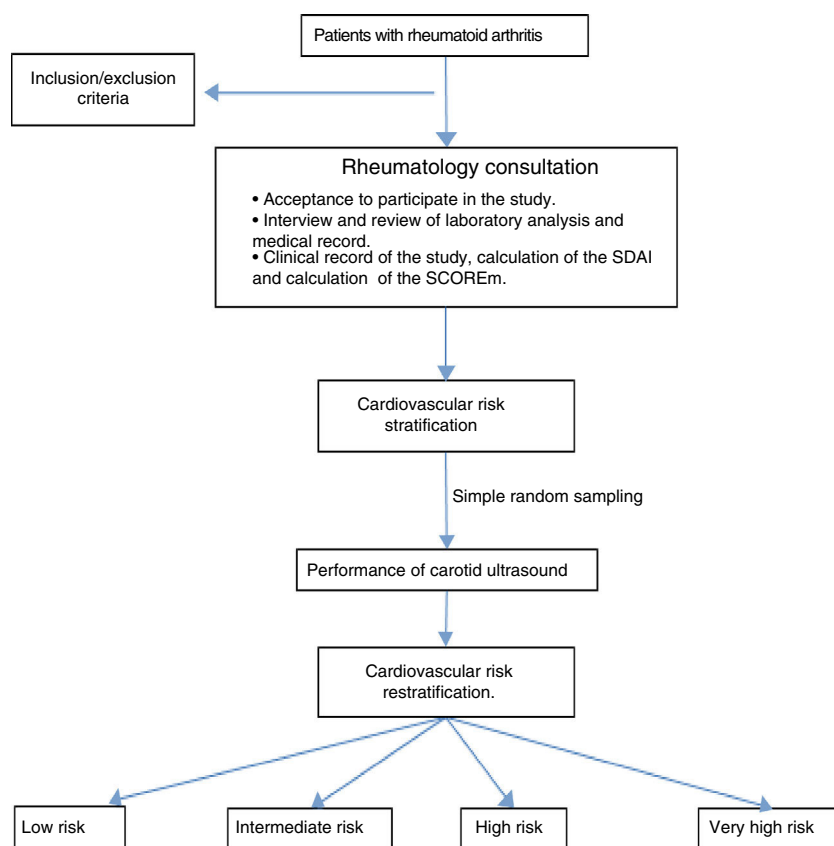 Patients with rheumatoid arthritis
Inclusion/exclusion
criteria
Rheumatology consultation
• Acceptance to participate in the study.
• Interview and review of laboratory analysis and
medical record.
• Clinical record of the study, calculation of the SDAI
and calculation of the SCOREm.
Cardiovascular risk
stratification
Simple random sampling
Performance of carotid ultrasound
Cardiovascular risk
restratification.
Low risk
Intermediate risk
High risk
Very high risk